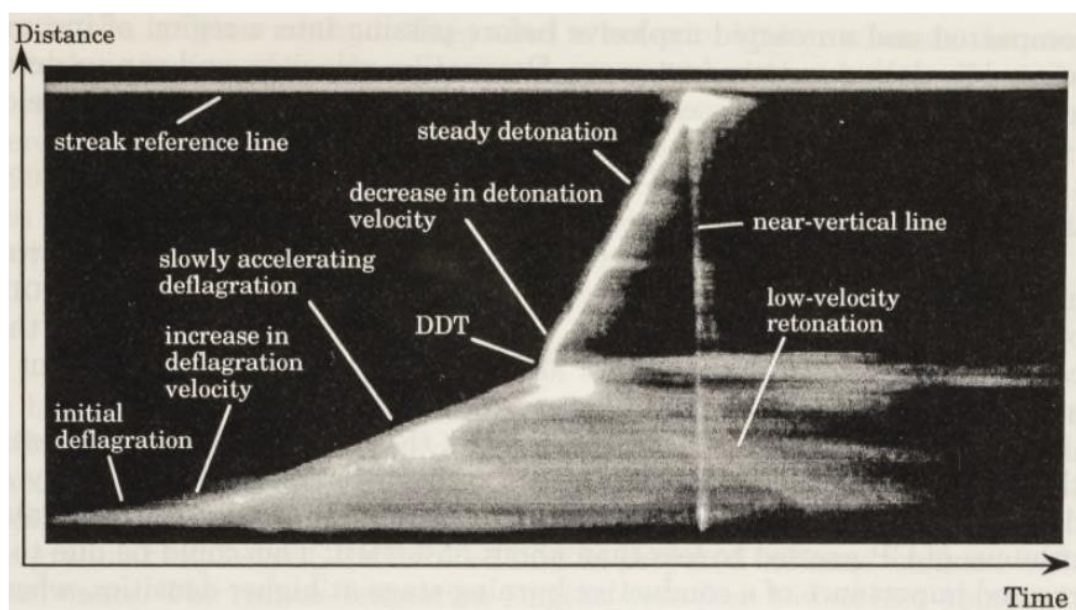 Distance
streak reference line
steady detonation
decrease in detonation
velocity
near-vertical line
slowly accelerating
deflagration
low-velocity
retonation
DDT
increase in
deflagration
velocity
initial
deflagration
Time